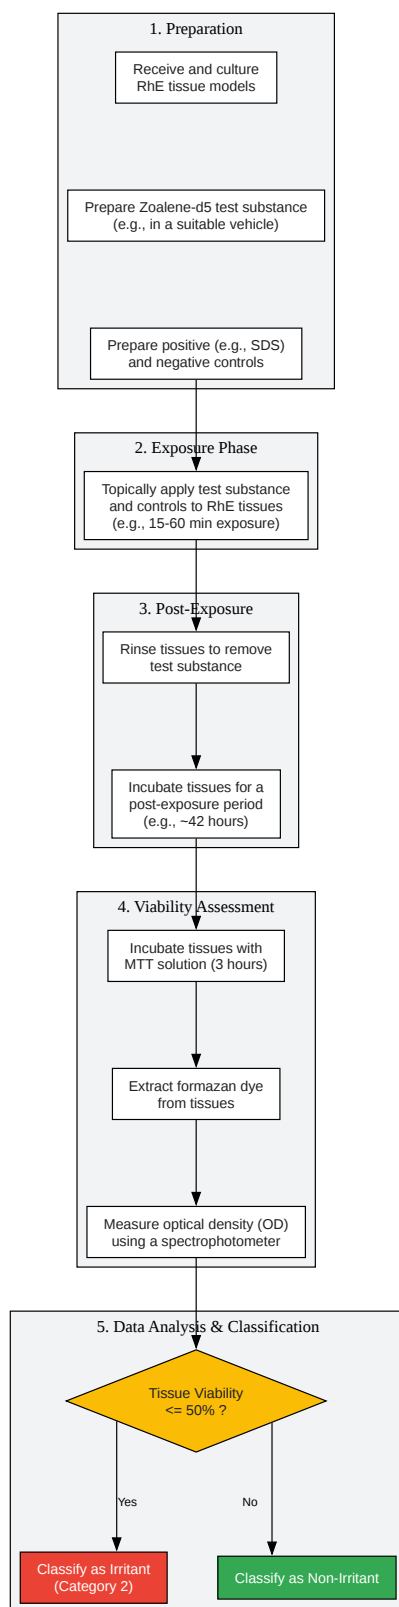 1. Preparation
Receive and culture
RhE tissue models
Prepare Zoalene-d5 test substance
(e.g., in a suitable vehicle)
Prepare positive (e.g., SDS)
and negative controls
2. Exposure Phase
Topically apply test substance
and controls to RhE tissues
(e.g., 15-60 min exposure)
3. Post-Exposure
Rinse tissues to remove
test substance
Incubate tissues for a
post-exposure period
(e.g., ~42 hours)
4. Viability Assessment
Incubate tissues with
MTT solution (3 hours)
Extract formazan dye
from tissues
Measure optical density (OD)
using a spectrophotometer
5. Data Analysis & Classification
Tissue Viability
<= 50% ?
Yes
No
Classify as Irritant
(Category 2)
Classify as Non-Irritant